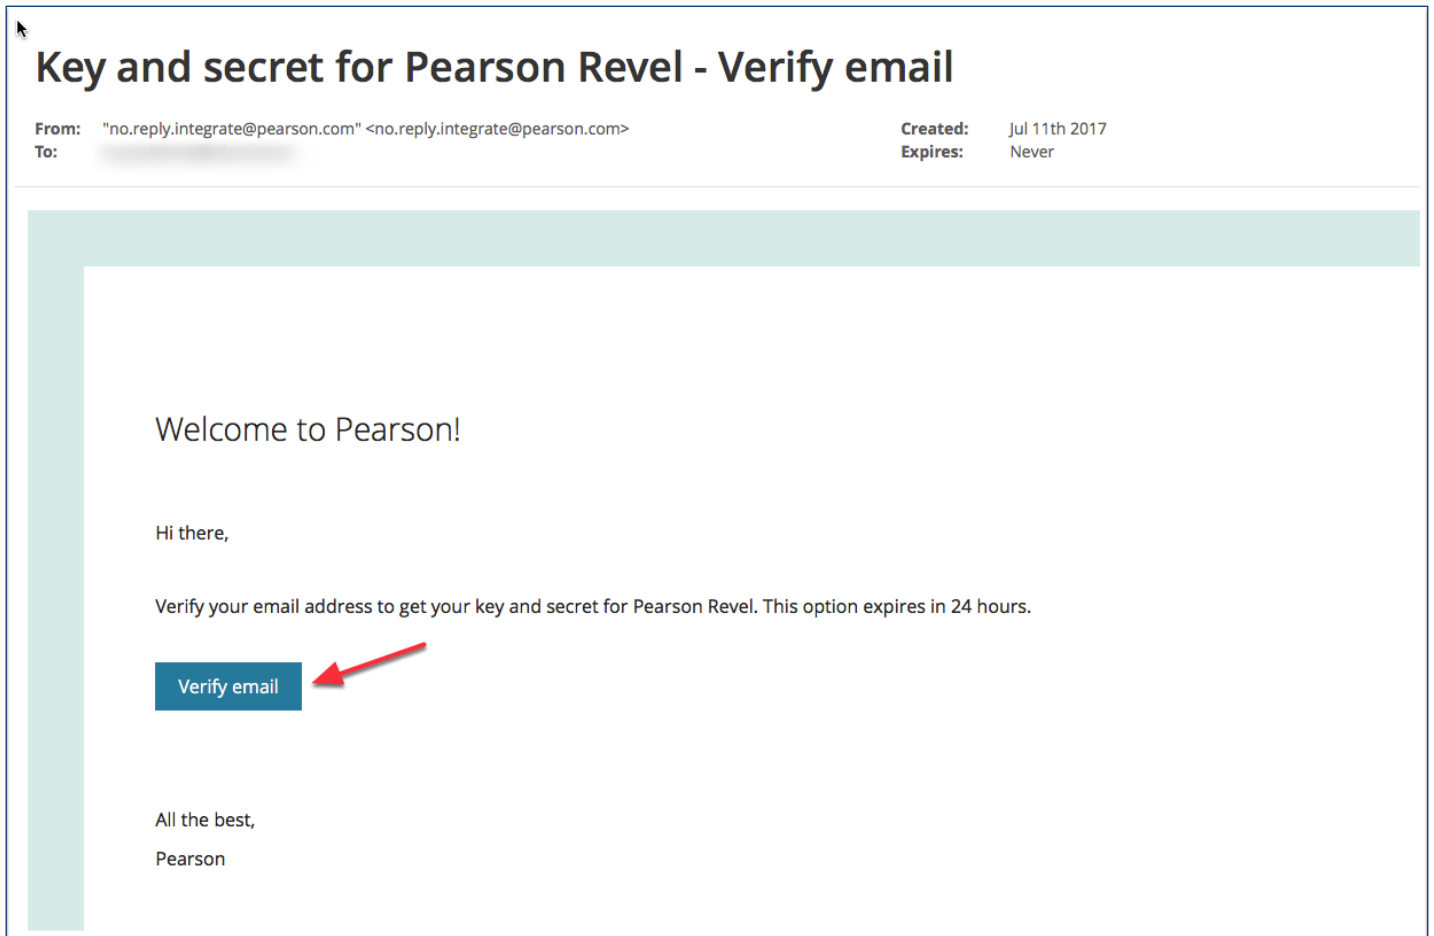 Key and secret for Pearson Revel - Verify email
From: "no.reply.integrate@pearson.com" <no.reply.integrate@pearson.com>
Created: Jul 11th 2017
To:
Expires: Never
Welcome to Pearson!
Hi there,
Verify your email address to get your key and secret for Pearson Revel. This option expires in 24 hours.
Verify email
All the best,
Pearson